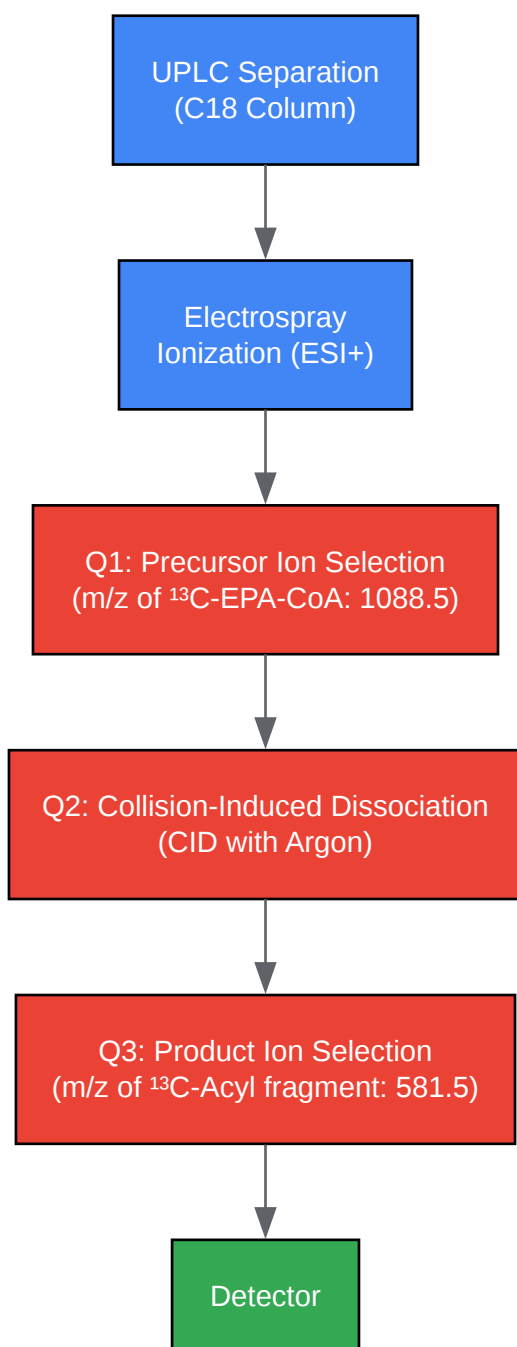 UPLC Separation
(C18 Column)
Electrospray
Ionization (ESI+)
Q1: Precursor Ion Selection
(m/z of ¹³C-EPA-CoA: 1088.5)
Q2: Collision-Induced Dissociation
(CID with Argon)
Q3: Product Ion Selection
(m/z of ¹³C-Acyl fragment: 581.5)
Detector